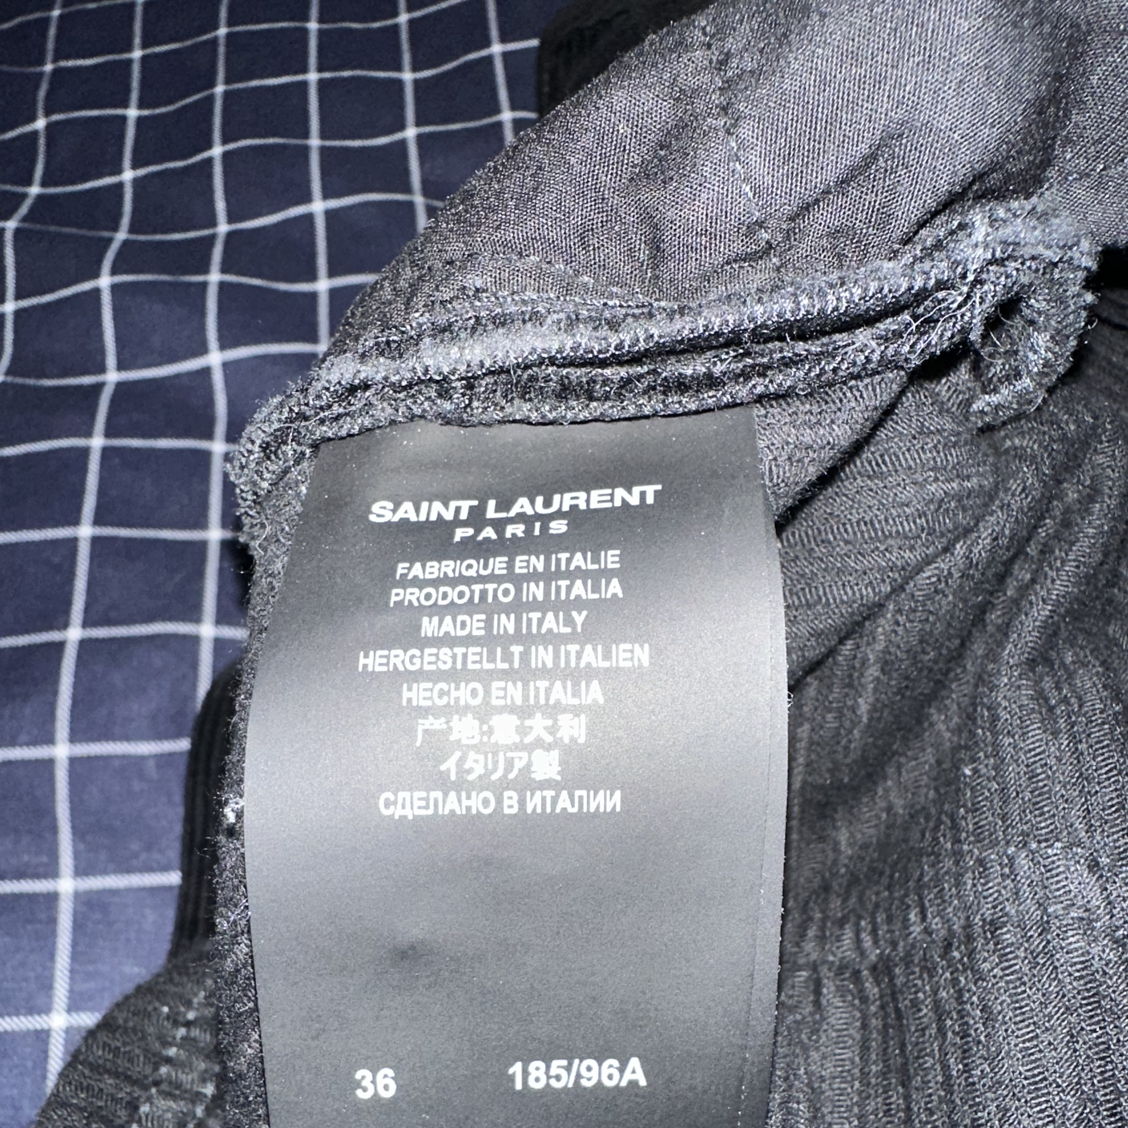 SAINT LAURENT
PARIS
FABRIQUE EN ITALIE
PRODOTTO IN ITALIA
MADE IN ITALY
HERGESTELLT IN ITALIEN
HECHO EN ITALIA
产地:意大利
イタリア製
СДЕЛАНО В ИТАЛИИ
36 185/96A